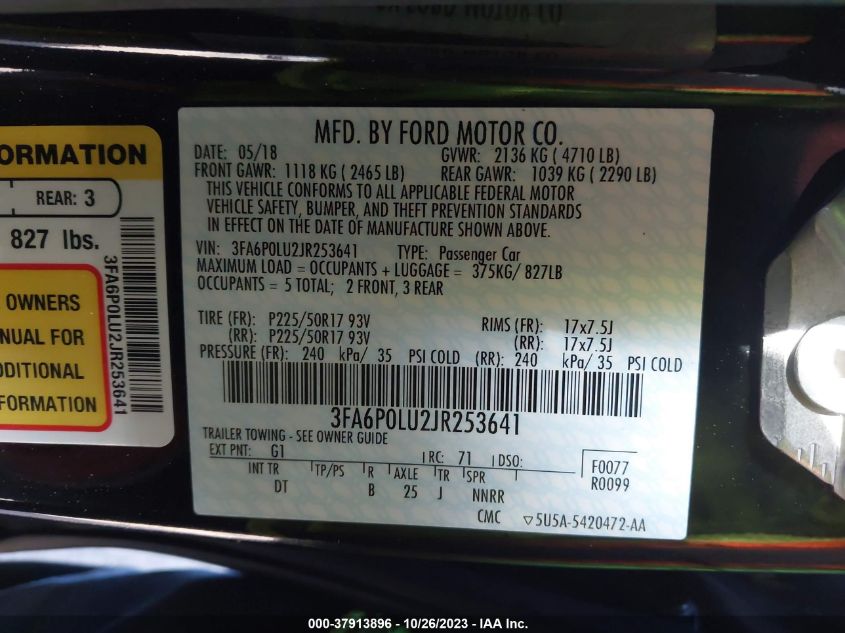 ORMATION
REAR: 3
827 lbs.
OWNERS
NUAL FOR
DDITIONAL
FORMATION
3FA6P0LU2JR253641
MFD. BY FORD MOTOR CO.
DATE: 05/18 GVWR: 2136 KG ( 4710 LB)
FRONT GAWR: 1118 KG ( 2465 LB) REAR GAWR: 1039 KG ( 2290 LB)
THIS VEHICLE CONFORMS TO ALL APPLICABLE FEDERAL MOTOR
VEHICLE SAFETY, BUMPER, AND THEFT PREVENTION STANDARDS
IN EFFECT ON THE DATE OF MANUFACTURE SHOWN ABOVE.
VIN: 3FA6P0LU2JR253641 TYPE: Passenger Car
MAXIMUM LOAD = OCCUPANTS + LUGGAGE = 375KG/ 827LB
OCCUPANTS = 5 TOTAL; 2 FRONT, 3 REAR
TIRE (FR): P225/50R17 93V RIMS (FR): 17x7.5J
(RR): P225/50R17 93V (RR): 17x7.5J
PRESSURE (FR): 240 kPa/ 35 PSI COLD (RR): 240 kPa/ 35 PSI COLD
3FA6P0LU2JR253641
TRAILER TOWING - SEE OWNER GUIDE
EXT PNT: G1 RC: 71 DSO: F0077
R0099
INT TR TP/PS R AXLE TR SPR
DT B 25 J NNRR
CMC ▽5U5A-5420472-AA
000-37913896 - 10/26/2023 - IAA Inc.